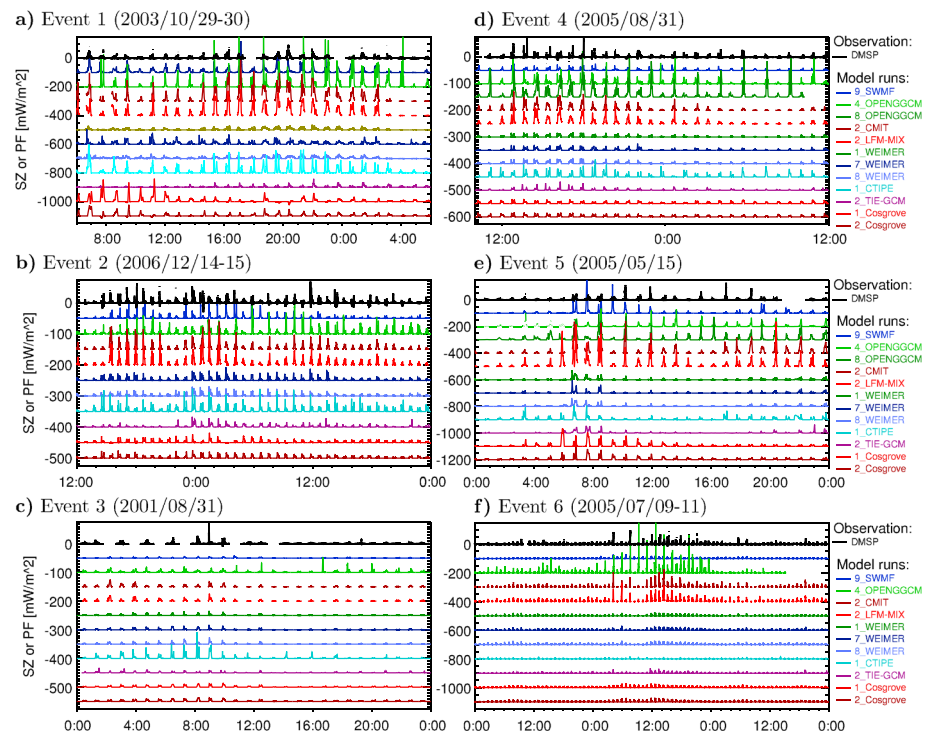 a) Event 1 (2003/10/29-30)
SZ or PF [mW/m^2]
0
-200
-400
-600
-800
-1000
8:00
12:00
16:00
20:00
0:00
4:00
d) Event 4 (2005/08/31)
0
-100
-200
-300
-400
-500
-600
12:00
0:00
12:00
Observation:
DMSP
Model runs:
9_SWMF
4_OPENGGCM
8_OPENGGCM
2_CMIT
2_LFM-MIX
1_WEIMER
7_WEIMER
8_WEIMER
1_CTIPE
2_TIE-GCM
1_Cosgrove
2_Cosgrove
b) Event 2 (2006/12/14-15)
SZ or PF [mW/m^2]
0
-100
-200
-300
-400
-500
12:00
0:00
12:00
0:00
e) Event 5 (2005/05/15)
0
-200
-400
-600
-800
-1000
-1200
0:00
4:00
8:00
12:00
16:00
20:00
0:00
Observation:
DMSP
Model runs:
9_SWMF
4_OPENGGCM
8_OPENGGCM
2_CMIT
2_LFM-MIX
1_WEIMER
7_WEIMER
8_WEIMER
1_CTIPE
2_TIE-GCM
1_Cosgrove
2_Cosgrove
c) Event 3 (2001/08/31)
SZ or PF [mW/m^2]
0
-100
-200
-300
-400
-500
0:00
4:00
8:00
12:00
16:00
20:00
0:00
f) Event 6 (2005/07/09-11)
0
-200
-400
-600
-800
-1000
0:00
12:00
0:00
12:00
0:00
12:00
0:00
Observation:
DMSP
Model runs:
9_SWMF
4_OPENGGCM
2_CMIT
2_LFM-MIX
1_WEIMER
7_WEIMER
8_WEIMER
1_CTIPE
2_TIE-GCM
1_Cosgrove
2_Cosgrove